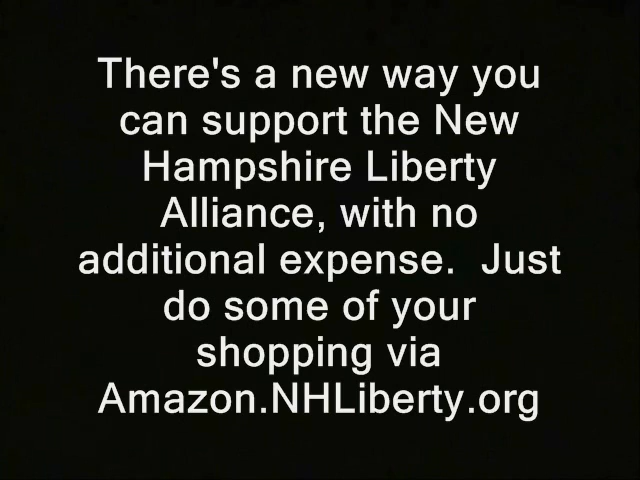 There's a new way you
can support the New
Hampshire Liberty
Alliance, with no
additional expense.  Just
do some of your
shopping via
Amazon.NHLiberty.org